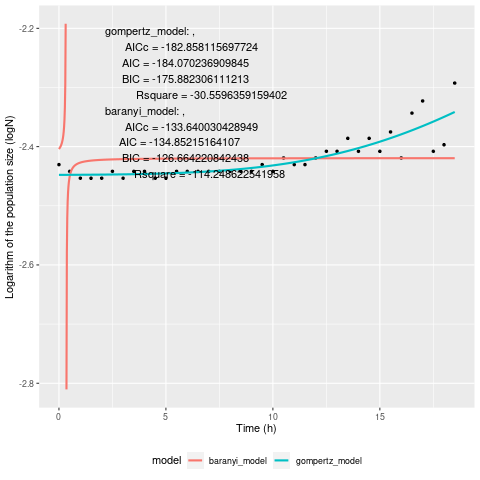 gompertz_model: ,
AICc = -182.858115697724
AIC = -184.070236909845
BIC = -175.882306111213
Rsquare = -30.5596359159402
baranyi_model: ,
AICc = -133.640030428949
AIC = -134.85215164107
BIC = -126.664220842438
Rsquare = -114.248622541958
-2.2
-2.4
-2.6
-2.8
Logarithm of the population size (logN)
0
5
10
15
Time (h)
model
baranyi_model
gompertz_model